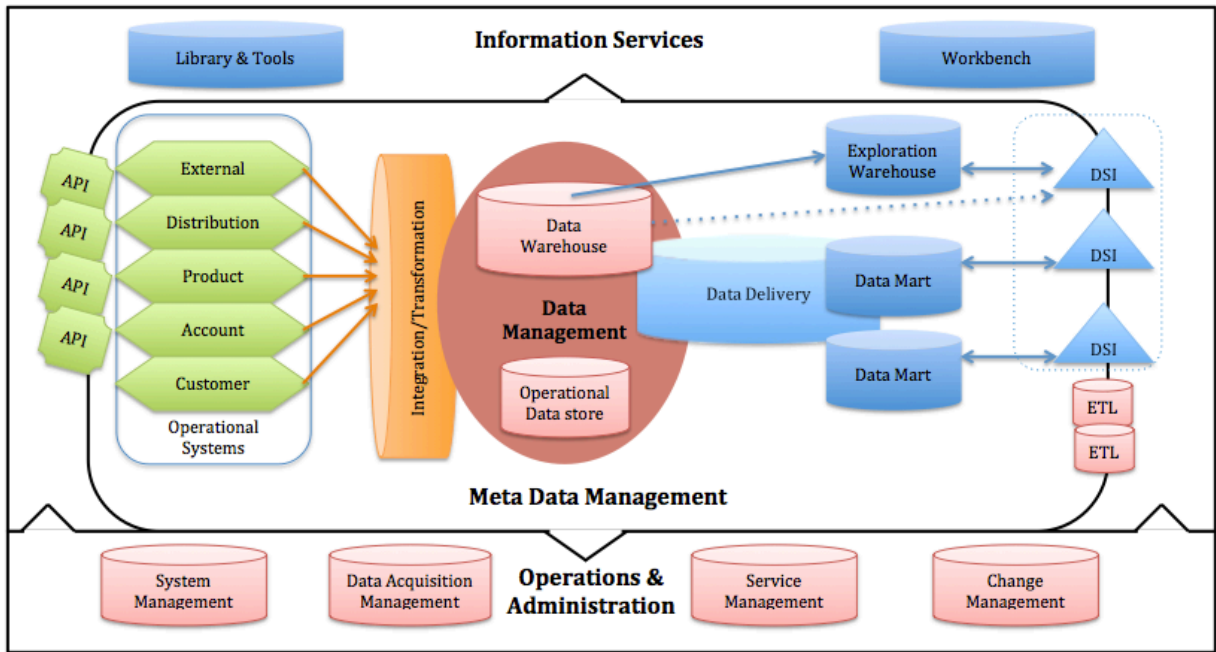 Information Services
Library & Tools
Workbench
API
API
API
API
External
Distribution
Product
Account
Customer
Operational
Systems
Integration/Transformation
Data
Warehouse
Data
Management
Operational
Data store
Data Delivery
Exploration
Warehouse
Data Mart
Data Mart
DSI
DSI
DSI
ETL
ETL
Meta Data Management
System
Management
Data Acquisition
Management
Operations &
Administration
Service
Management
Change
Management